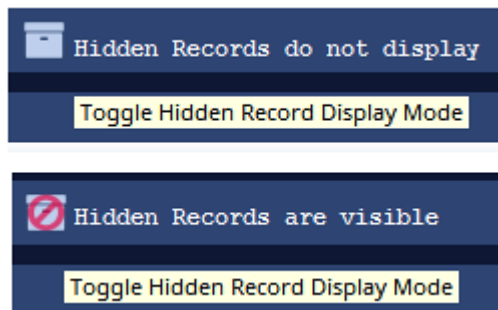 Hidden Records do not display
Toggle Hidden Record Display Mode
Hidden Records are visible
Toggle Hidden Record Display Mode